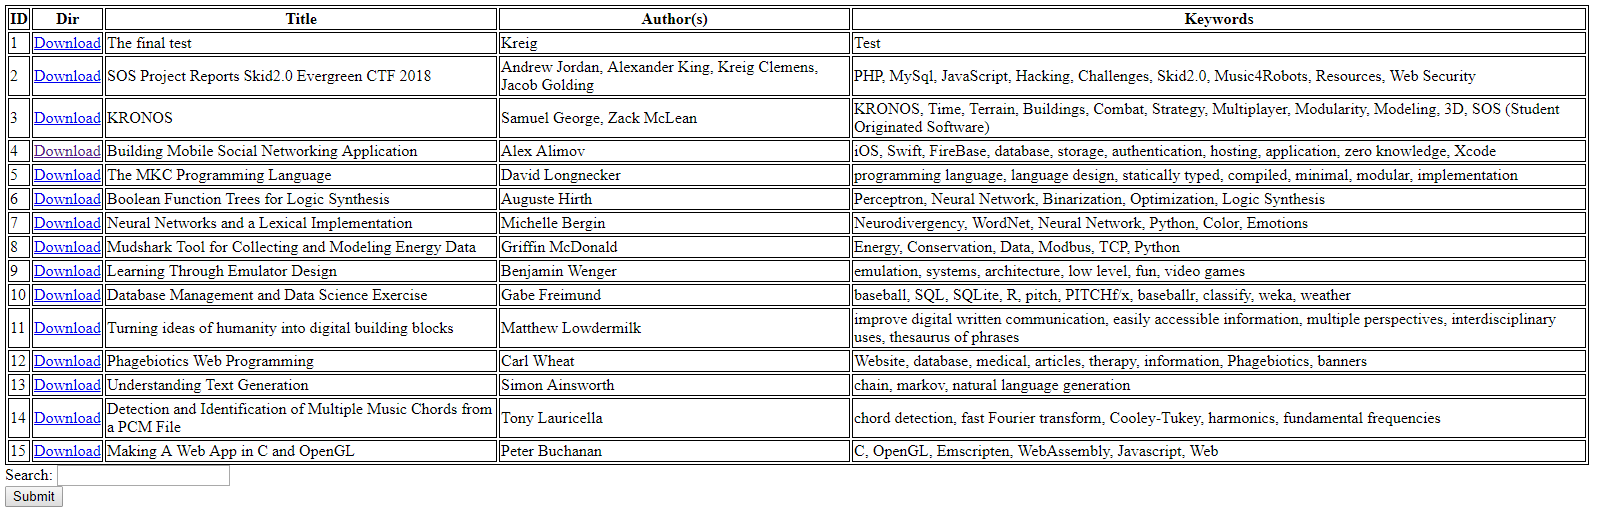 ID Dir Title Author(s) Keywords
1 Download The final test Kreig Test
2 Download SOS Project Reports Skid2.0 Evergreen CTF 2018 Andrew Jordan, Alexander King, Kreig Clemens, Jacob Golding PHP, MySql, JavaScript, Hacking, Challenges, Skid2.0, Music4Robots, Resources, Web Security
3 Download KRONOS Samuel George, Zack McLean KRONOS, Time, Terrain, Buildings, Combat, Strategy, Multiplayer, Modularity, Modeling, 3D, SOS (Student Originated Software)
4 Download Building Mobile Social Networking Application Alex Alimov iOS, Swift, FireBase, database, storage, authentication, hosting, application, zero knowledge, Xcode
5 Download The MKC Programming Language David Longnecker programming language, language design, statically typed, compiled, minimal, modular, implementation
6 Download Boolean Function Trees for Logic Synthesis Auguste Hirth Perceptron, Neural Network, Binarization, Optimization, Logic Synthesis
7 Download Neural Networks and a Lexical Implementation Michelle Bergin Neurodivergency, WordNet, Neural Network, Python, Color, Emotions
8 Download Mudshark Tool for Collecting and Modeling Energy Data Griffin McDonald Energy, Conservation, Data, Modbus, TCP, Python
9 Download Learning Through Emulator Design Benjamin Wenger emulation, systems, architecture, low level, fun, video games
10 Download Database Management and Data Science Exercise Gabe Freimund baseball, SQL, SQLite, R, pitch, PITCHf/x, baseballr, classify, weka, weather
11 Download Turning ideas of humanity into digital building blocks Matthew Lowdermilk improve digital written communication, easily accessible information, multiple perspectives, interdisciplinary uses, thesaurus of phrases
12 Download Phagebiotics Web Programming Carl Wheat Website, database, medical, articles, therapy, information, Phagebiotics, banners
13 Download Understanding Text Generation Simon Ainsworth chain, markov, natural language generation
14 Download Detection and Identification of Multiple Music Chords from a PCM File Tony Lauricella chord detection, fast Fourier transform, Cooley-Tukey, harmonics, fundamental frequencies
15 Download Making A Web App in C and OpenGL Peter Buchanan C, OpenGL, Emscripten, WebAssembly, Javascript, Web
Search:
Submit